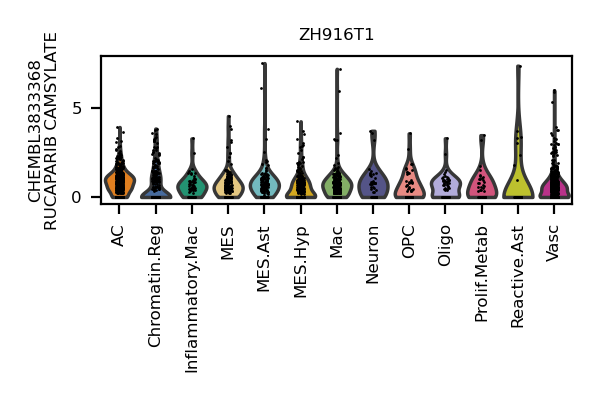 ZH916T1
CHEMBL3833368
RUCAPARIB CAMSYLATE
5
0
AC
Chromatin.Reg
Inflammatory.Mac
MES
MES.Ast
MES.Hyp
Mac
Neuron
OPC
Oligo
Prolif.Metab
Reactive.Ast
Vasc